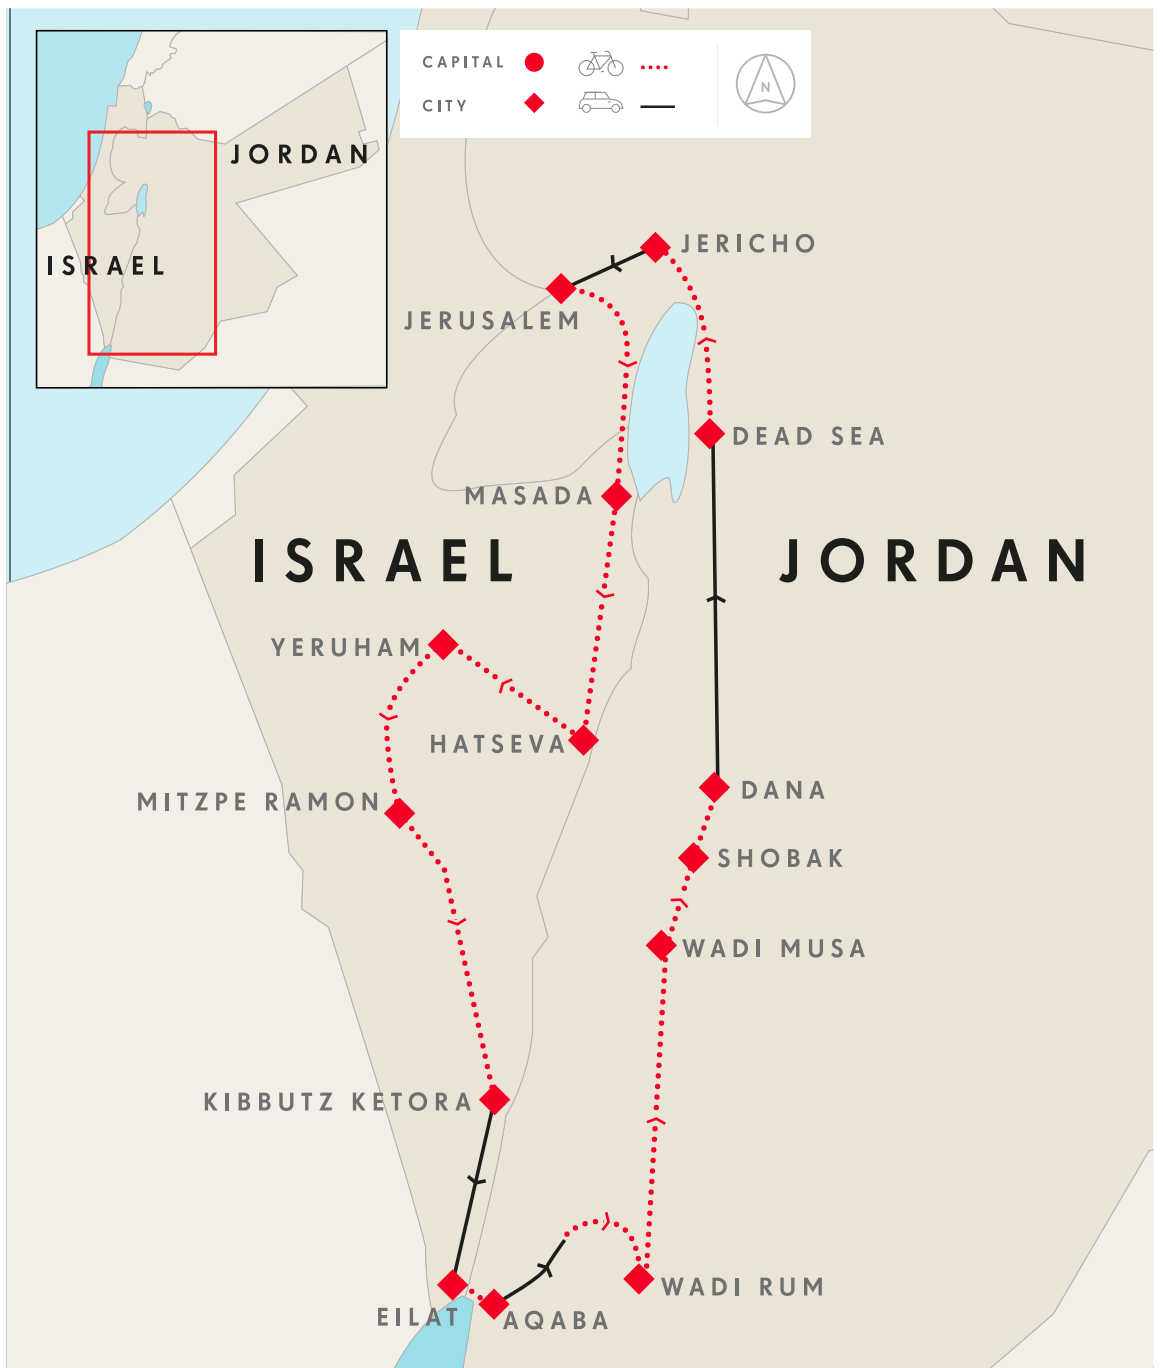 CAPITAL
CITY
N
JORDAN
ISRAEL
JERICHO
JERUSALEM
DEAD SEA
MASADA
ISRAEL
JORDAN
YERUHAM
HATSEVA
DANA
MITZPE RAMON
SHOBAK
WADI MUSA
KIBBUTZ KETORA
WADI RUM
EILAT
AQABA